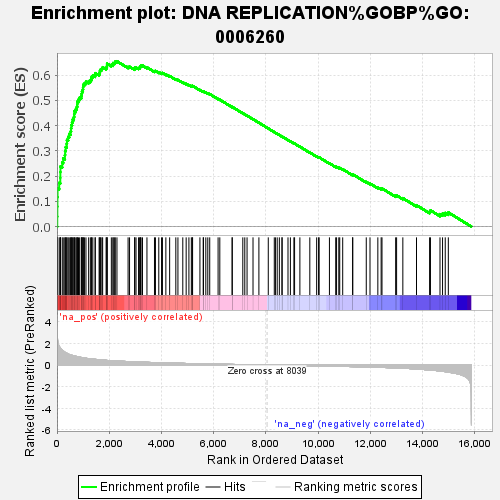 Enrichment plot: DNA REPLICATION%GOBP%GO:
0006260
Enrichment score (ES)
0.6
0.5
0.4
0.3
0.2
0.1
0.0
'na_pos' (positively correlated)
Ranked list metric (PreRanked)
4
2
0
-2
-4
-6
Zero cross at 8039
'na_neg' (negatively correlated)
0
2,000
4,000
6,000
8,000
10,000
12,000
14,000
16,000
Rank in Ordered Dataset
Enrichment profile
Hits
Ranking metric scores